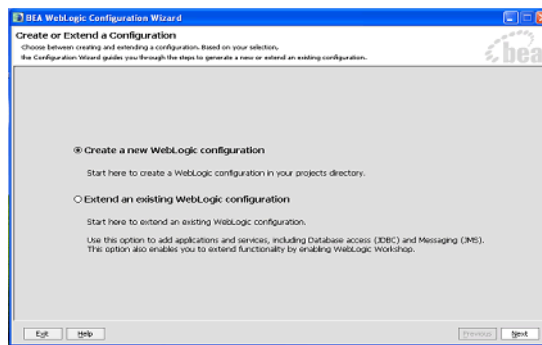 BEA WebLogic Configuration Wizard
Create or Extend a Configuration
Choose between creating and extending a configuration. Based on your selection,
the Configuration Wizard guides you through the steps to generate a new or extend an existing configuration.
bea
Create a new WebLogic configuration
Start here to create a WebLogic configuration in your projects directory.
Extend an existing WebLogic configuration
Start here to extend an existing WebLogic configuration.
Use this option to add applications and services, including Database access (JDBC) and Messaging (JMS).
This option also enables you to extend functionality by enabling WebLogic Workshop.
Exit Help Previous Next